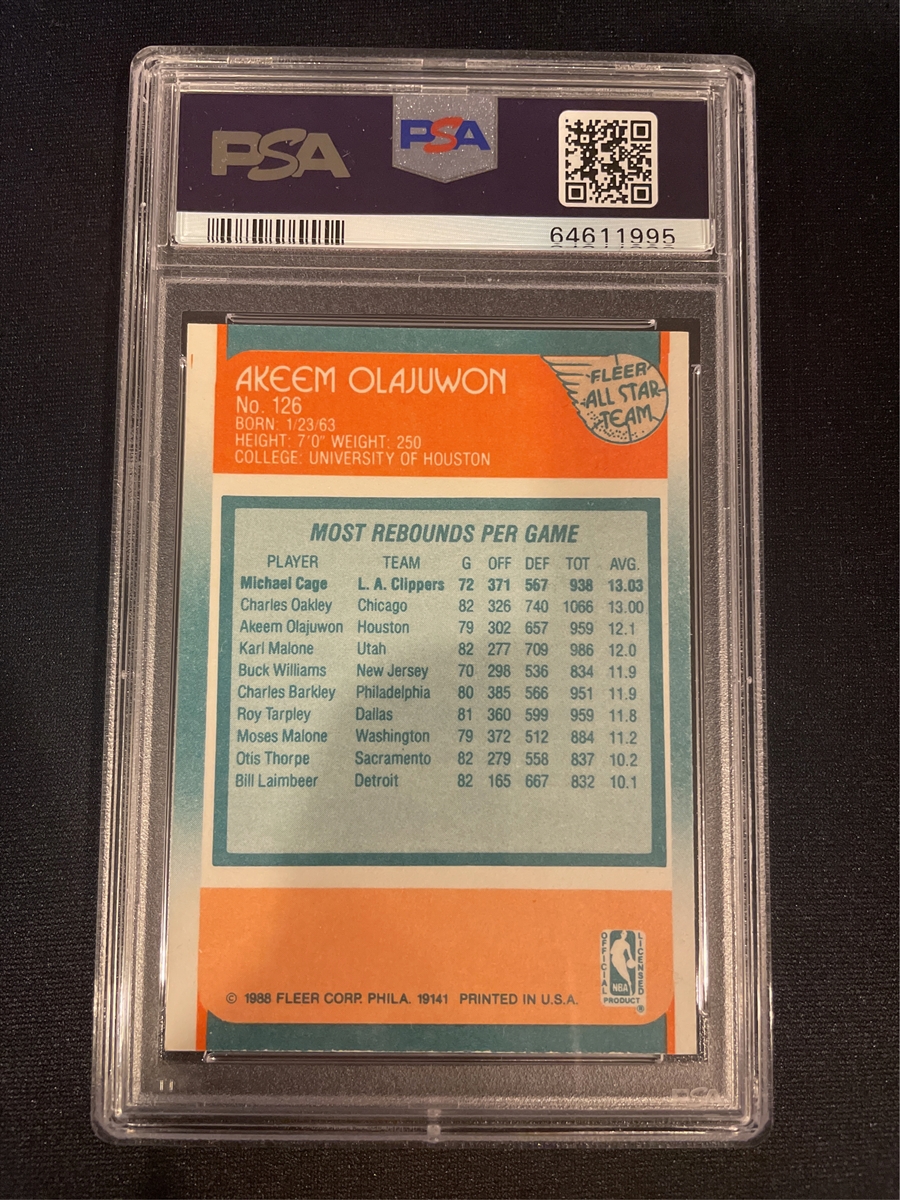 PSA PSA
64611995
AKEEM OLAJUWON
No. 126
BORN: 1/23/63
HEIGHT: 7'0" WEIGHT: 250
COLLEGE: UNIVERSITY OF HOUSTON
FLEER
ALL STAR
TEAM
MOST REBOUNDS PER GAME
PLAYER TEAM G OFF DEF TOT AVG.
Michael Cage L. A. Clippers 72 371 567 938 13.03
Charles Oakley Chicago 82 326 740 1066 13.00
Akeem Olajuwon Houston 79 302 657 959 12.1
Karl Malone Utah 82 277 709 986 12.0
Buck Williams New Jersey 70 298 536 834 11.9
Charles Barkley Philadelphia 80 385 566 951 11.9
Roy Tarpley Dallas 81 360 599 959 11.8
Moses Malone Washington 79 372 512 884 11.2
Otis Thorpe Sacramento 82 279 558 837 10.2
Bill Laimbeer Detroit 82 165 667 832 10.1
OFFICIAL LICENSED
NBA
PRODUCT ®
© 1988 FLEER CORP. PHILA. 19141 PRINTED IN U.S.A.
PSA